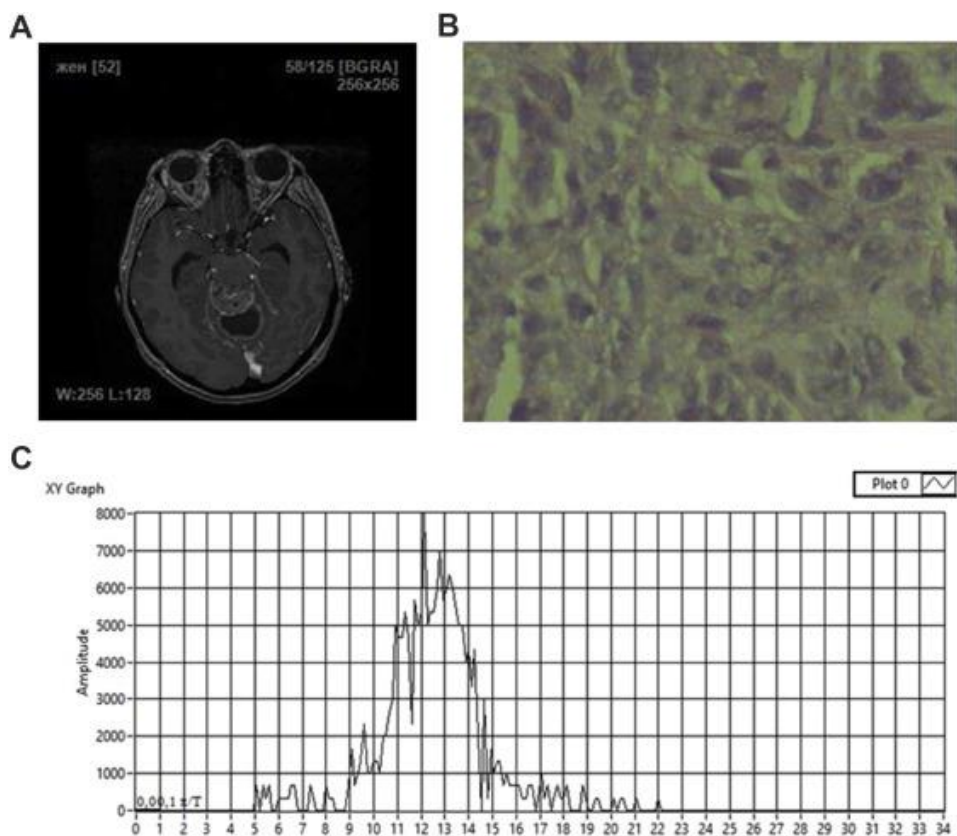 A
B
жен [52]
58/125 [BGRA]
256x256
W:256 L:128
C
XY Graph
Plot 0
8000
7000
6000
5000
4000
3000
2000
1000
0
Amplitude
0 1 2 3 4 5 6 7 8 9 10 11 12 13 14 15 16 17 18 19 20 21 22 23 24 25 26 27 28 29 30 31 32 33 34